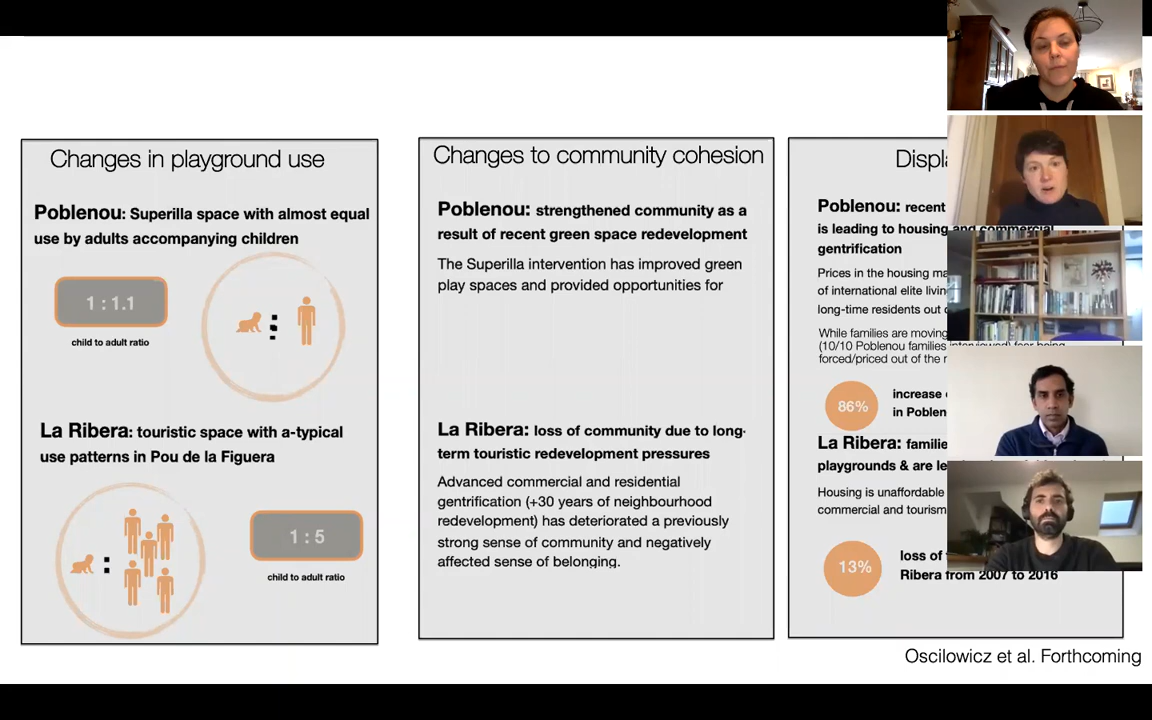 Changes in playground use
Poblenou: Superilla space with almost equal
use by adults accompanying children
1 : 1.1
child to adult ratio
La Ribera: touristic space with a-typical
use patterns in Pou de la Figuera
1 : 5
child to adult ratio
Changes to community cohesion
Poblenou: strengthened community as a
result of recent green space redevelopment
The Superilla intervention has improved green
play spaces and provided opportunities for
La Ribera: loss of community due to long-
term touristic redevelopment pressures
Advanced commercial and residential
gentrification (+30 years of neighbourhood
redevelopment) has deteriorated a previously
strong sense of community and negatively
affected sense of belonging.
Poblenou: recent
is leading to housing and commercial
gentrification
Prices in the housing
of international elite
long-time residents out
While families are moving
(10/10 Poblenou families interviewed) fear being
forced/priced out of the
86%
increase
in
La Ribera:
playgrounds & are
Housing is unaffordable
commercial and
13%
loss of
Ribera from 2007 to 2016
Oscilowicz et al. Forthcoming